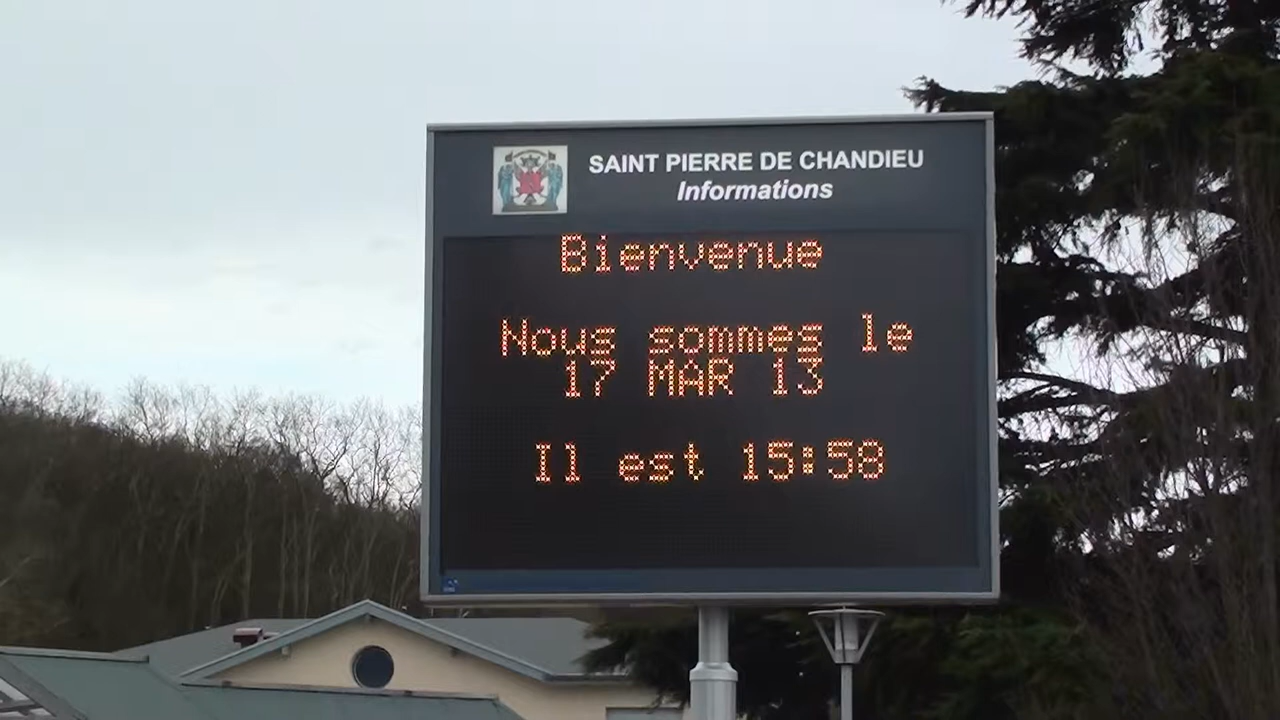 SAINT PIERRE DE CHANDIEU
Informations
Bienvenue
Nous sommes le
17 MAR 13
Il est 15:58